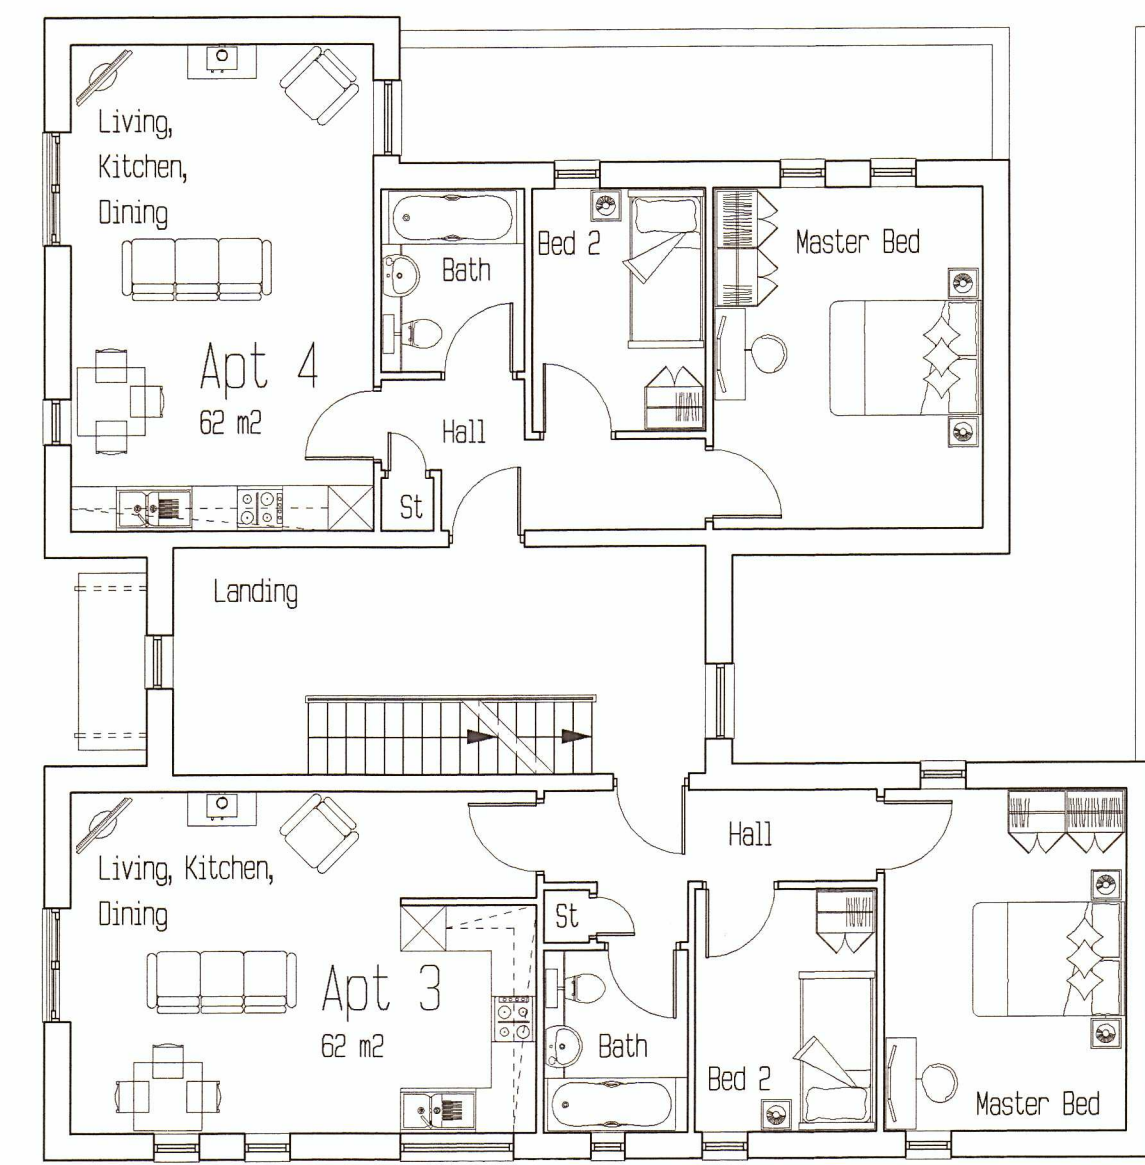 Living,
Kitchen,
Dining
Bath
Bed 2
Master Bed
Apt 4
62 m2
Hall
St
Landing
Living, Kitchen,
Dining
Hall
St
Apt 3
62 m2
Bath
Bed 2
Master Bed